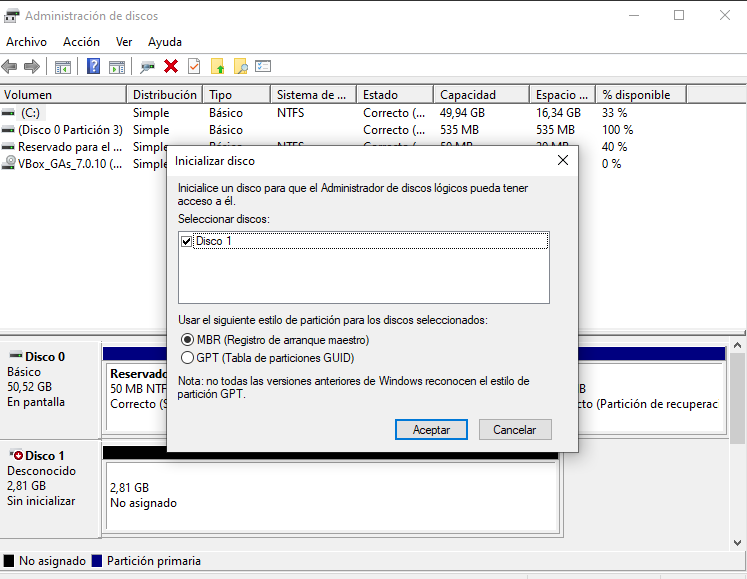 Administración de discos
Archivo Acción Ver Ayuda
Volumen Distribución Tipo Sistema de ... Estado Capacidad Espacio ... % disponible
(C:) Simple Básico NTFS Correcto (... 49,94 GB 16,34 GB 33 %
(Disco 0 Partición 3) Simple Básico Correcto (... 535 MB 535 MB 100 %
Reservado para el ... Simple Básico NTFS Correcto (... 50 MB 20 MB 40 %
VBox_GAs_7.0.10 (... Simple 0 %
Inicializar disco
Inicialice un disco para que el Administrador de discos lógicos pueda tener
acceso a él.
Seleccionar discos:
Disco 1
Usar el siguiente estilo de partición para los discos seleccionados:
MBR (Registro de arranque maestro)
GPT (Tabla de particiones GUID)
Nota: no todas las versiones anteriores de Windows reconocen el estilo de
partición GPT.
Aceptar Cancelar
Disco 0
Básico
50,52 GB
En pantalla
Reservado
50 MB NTF
Correcto (S
B
cto (Partición de recuperac
Disco 1
Desconocido
2,81 GB
Sin inicializar
2,81 GB
No asignado
No asignado Partición primaria